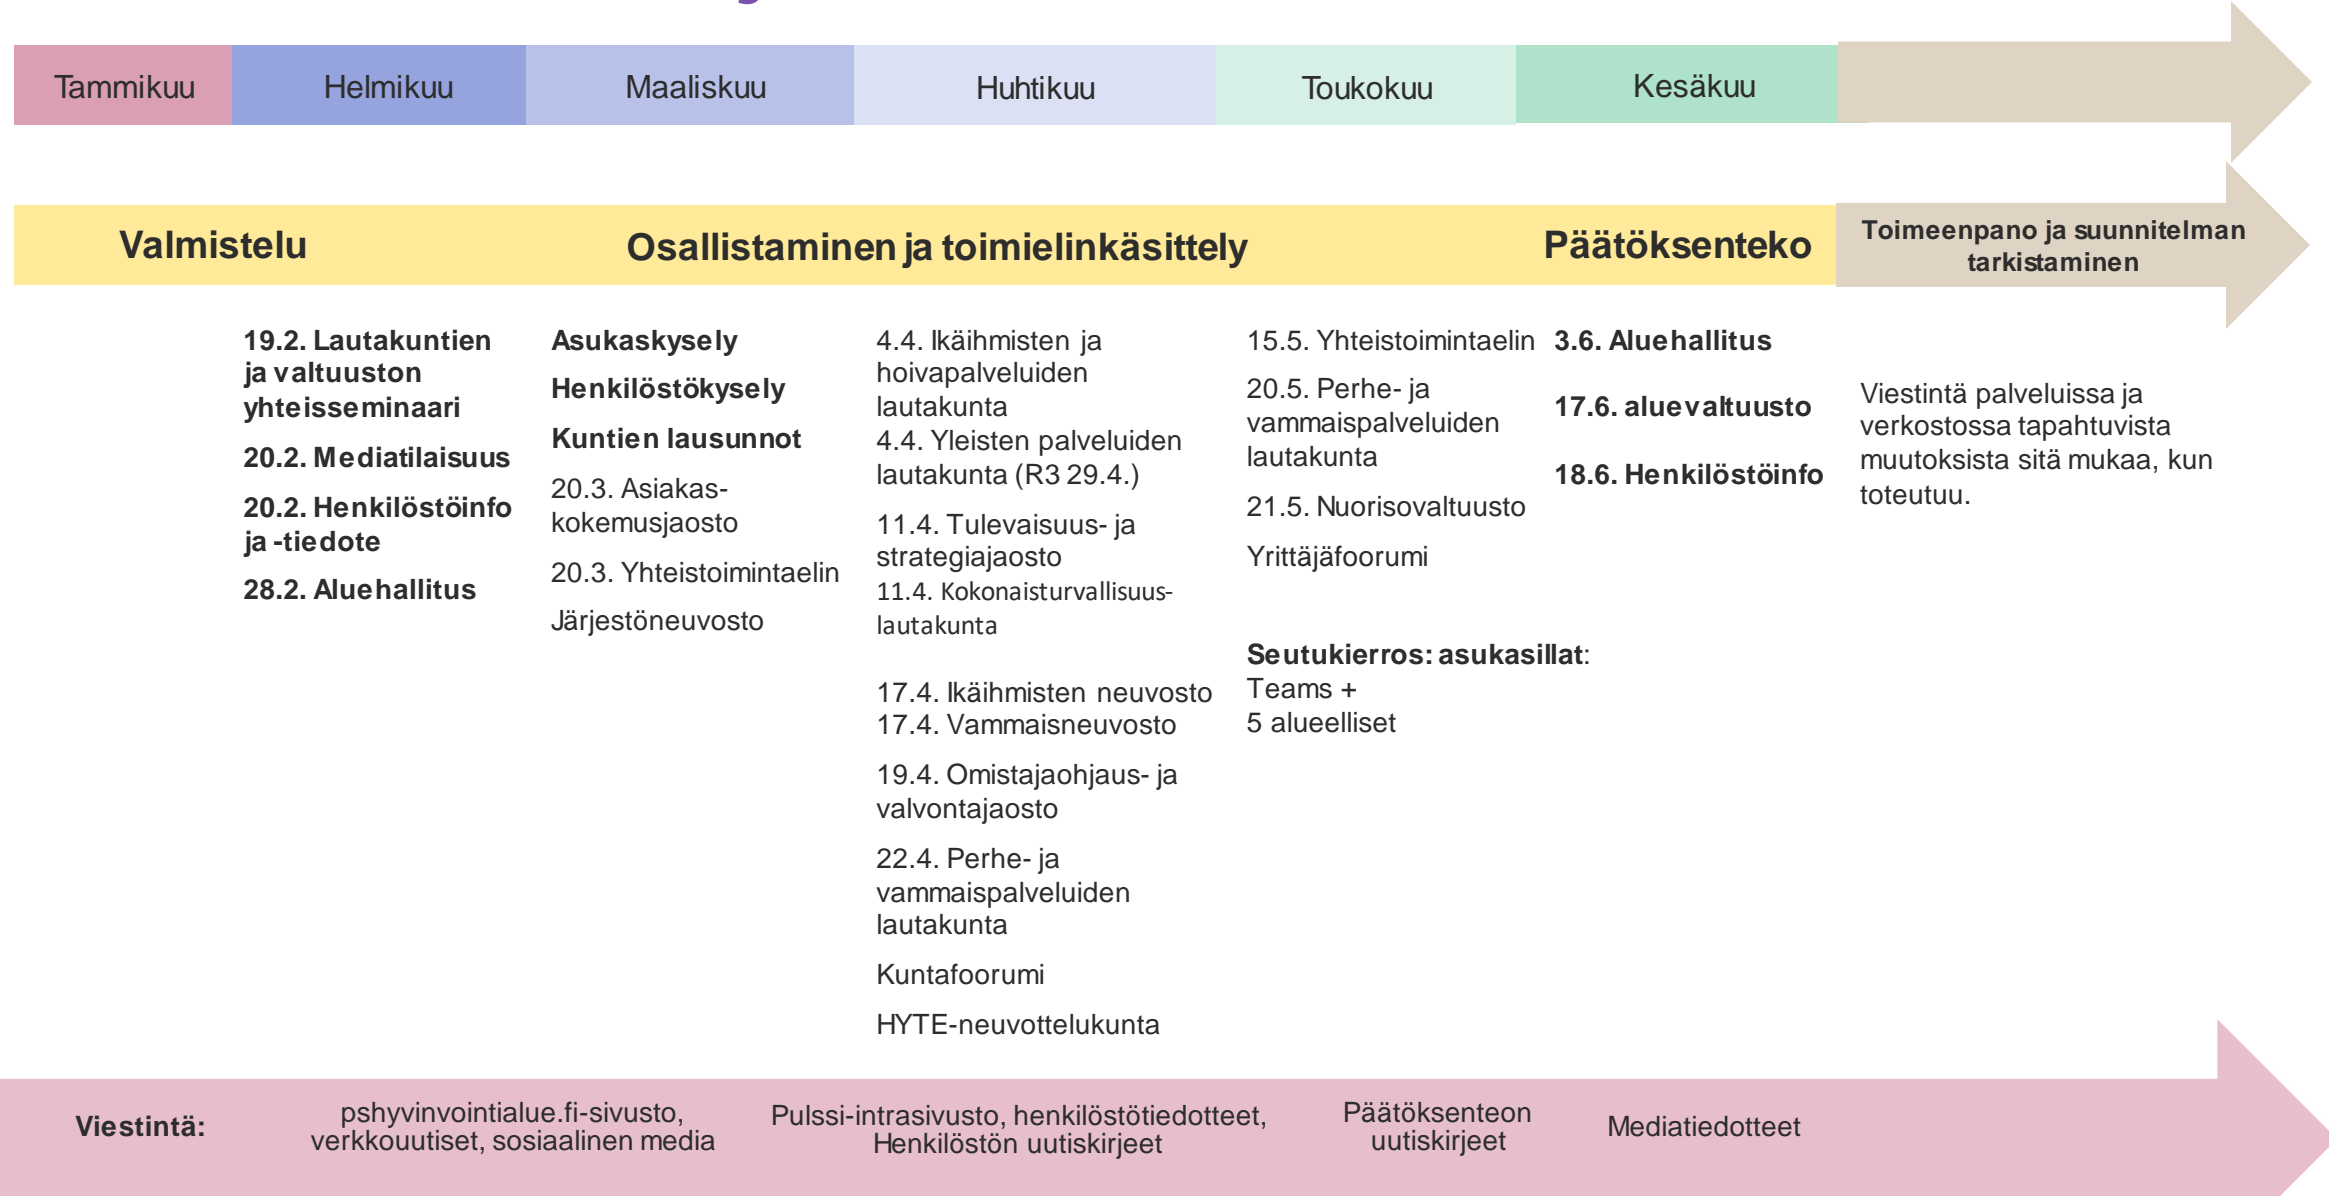 Tammikuu
Helmikuu
Maaliskuu
Huhtikuu
Toukokuu
Kesäkuu
Valmistelu
Osallistaminen ja toimielinkäsittely
Päätöksenteko
Toimeenpano ja suunnitelman
tarkistaminen
19.2. Lautakuntien
ja valtuuston
yhteisseminaari
20.2. Mediatilaisuus
20.2. Henkilöstöinfo
ja -tiedote
28.2. Aluehallitus
Asukaskysely
Henkilöstökysely
Kuntien lausunnot
20.3. Asiakas-
kokemusjaosto
20.3. Yhteistoimintaelin
Järjestöneuvosto
4.4. Ikäihmisten ja
hoivapalveluiden
lautakunta
4.4. Yleisten palveluiden
lautakunta (R3 29.4.)
11.4. Tulevaisuus- ja
strategiajaosto
11.4. Kokonaisturvallisuus-
lautakunta
17.4. Ikäihmisten neuvosto
17.4. Vammaisneuvosto
19.4. Omistajaohjaus- ja
valvontajaosto
22.4. Perhe- ja
vammaispalveluiden
lautakunta
Kuntafoorumi
HYTE-neuvottelukunta
15.5. Yhteistoimintaelin
20.5. Perhe- ja
vammaispalveluiden
lautakunta
21.5. Nuorisovaltuusto
Yrittäjäfoorumi
Seutukierros: asukasillat:
Teams +
5 alueelliset
3.6. Aluehallitus
17.6. aluevaltuusto
18.6. Henkilöstöinfo
Viestintä palveluissa ja
verkostossa tapahtuvista
muutoksista sitä mukaa, kun
toteutuu.
Viestintä:
pshyvinvointialue.fi-sivusto,
verkkouutiset, sosiaalinen media
Pulssi-intrasivusto, henkilöstötiedotteet,
Henkilöstön uutiskirjeet
Päätöksenteon
uutiskirjeet
Mediatiedotteet